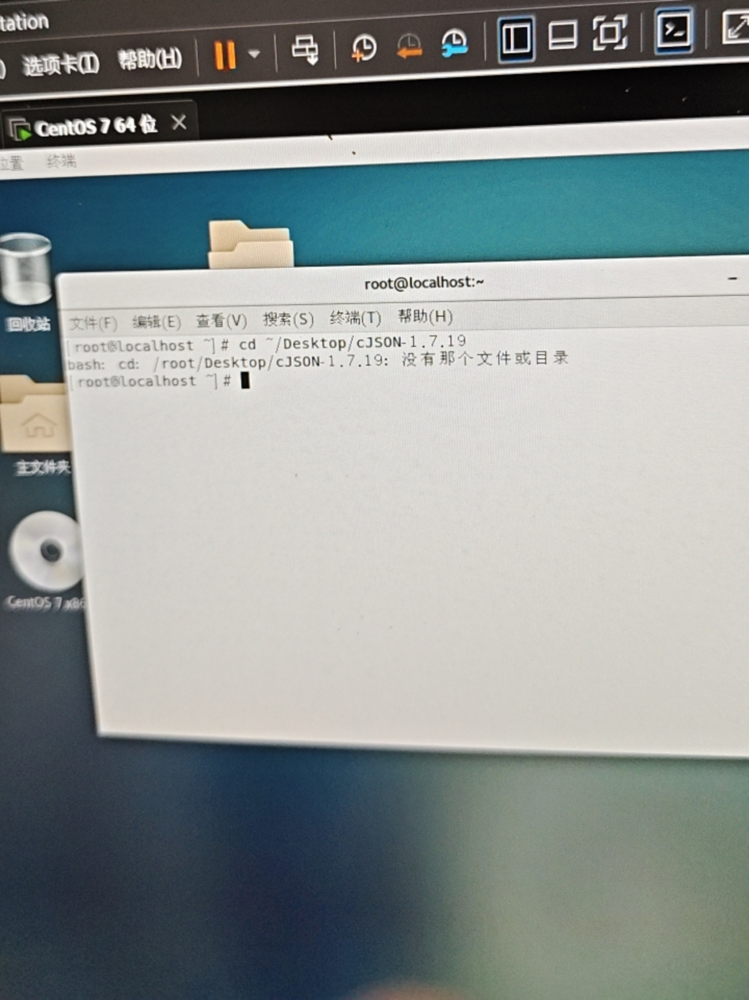 tation
选项卡(T) 帮助(H)
CentOS 7 64 位
位置 终端
回收站
root@localhost:~
文件(F) 编辑(E) 查看(V) 搜索(S) 终端(T) 帮助(H)
[root@localhost ~]# cd ~/Desktop/cJSON-1.7.19
bash: cd: /root/Desktop/cJSON-1.7.19: 没有那个文件或目录
[root@localhost ~]#
主文件夹
CentOS 7 x86